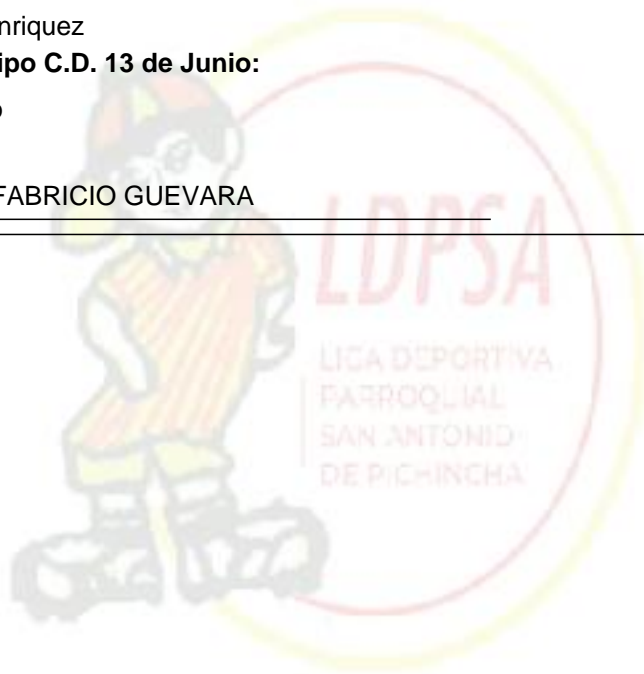 nriquez
ipo C.D. 13 de Junio:
o
FABRICIO GUEVARA
LDPSA
LIGA DEPORTIVA
PARROQUIAL
SAN ANTONIO
DE PICHINCHA